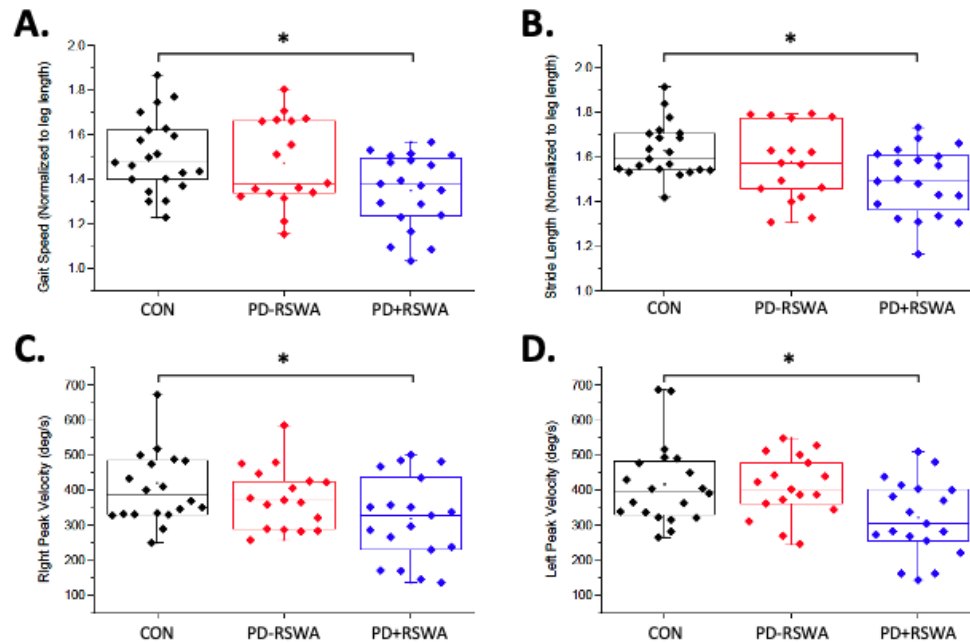 A.
*
Gait Speed (Normalized to leg length)
2.0
1.8
1.6
1.4
1.2
1.0
CON
PD-RSWA
PD+RSWA
B.
*
Stride Length (Normalized to leg length)
2.0
1.8
1.6
1.4
1.2
1.0
CON
PD-RSWA
PD+RSWA
C.
*
Right Peak Velocity (deg/s)
700
600
500
400
300
200
100
CON
PD-RSWA
PD+RSWA
D.
*
Left Peak Velocity (deg/s)
700
600
500
400
300
200
100
CON
PD-RSWA
PD+RSWA